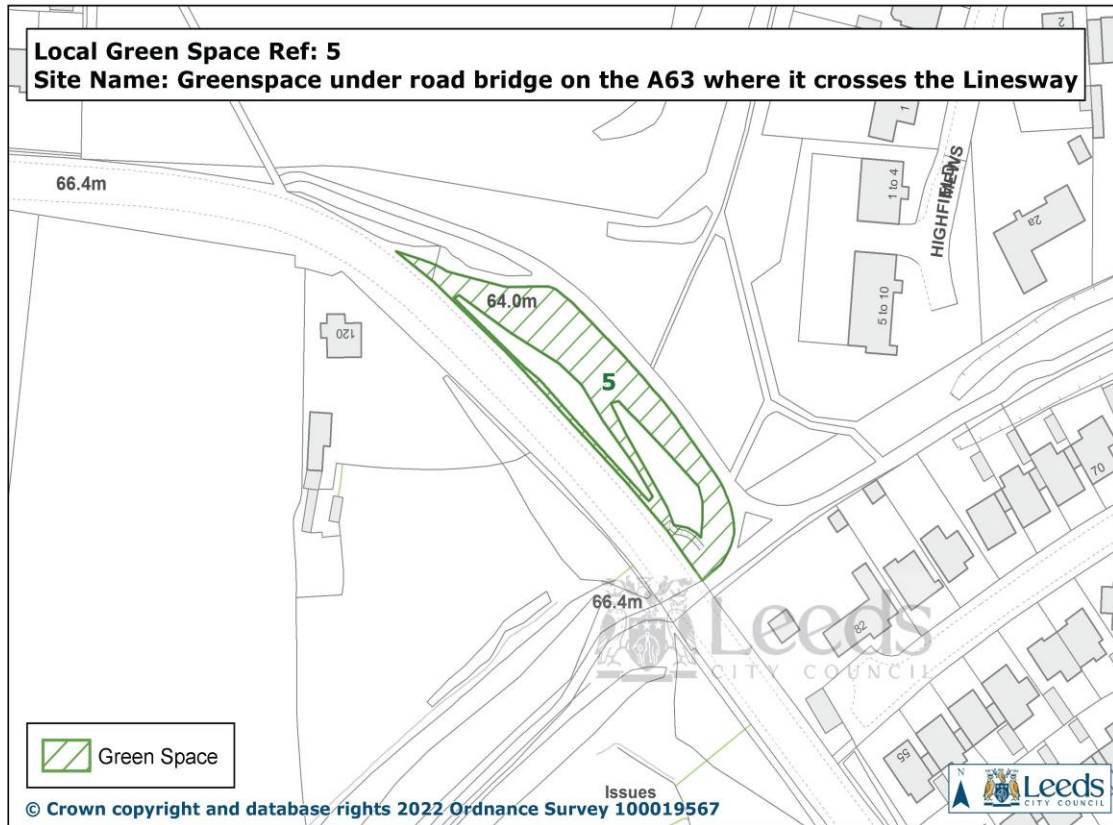 Local Green Space Ref: 5
Site Name: Greenspace under road bridge on the A63 where it crosses the Linesway
2
1
66.4m
1 to 4
HIGHFIELD MEWS
2a
64.0m
5 to 10
120
5
70
66.4m
Leeds
CITY COUNCIL
82
55
Green Space
Issues
N
Leeds
CITY COUNCIL
© Crown copyright and database rights 2022 Ordnance Survey 100019567